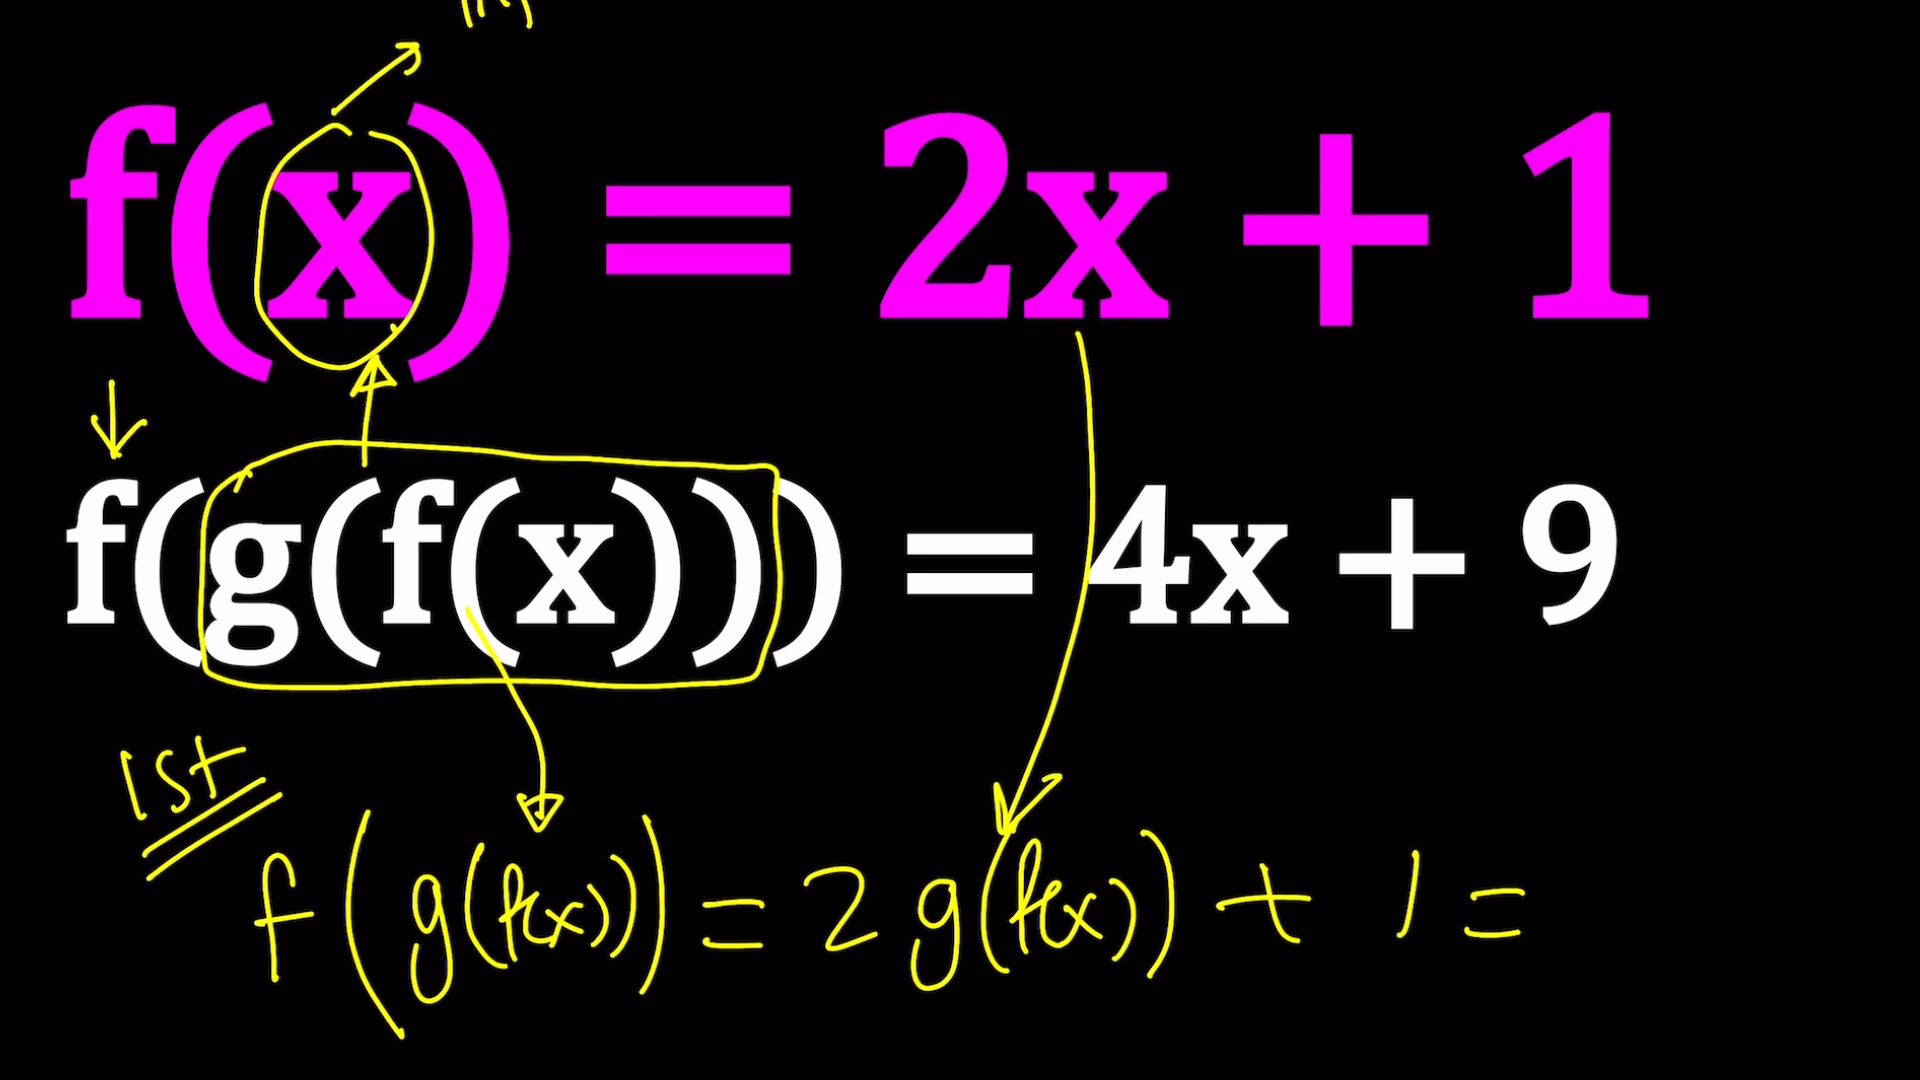 f(x) = 2x + 1
f(g(f(x))) = 4x + 9
1st
f(g(f(x))) = 2g(f(x)) + 1 =